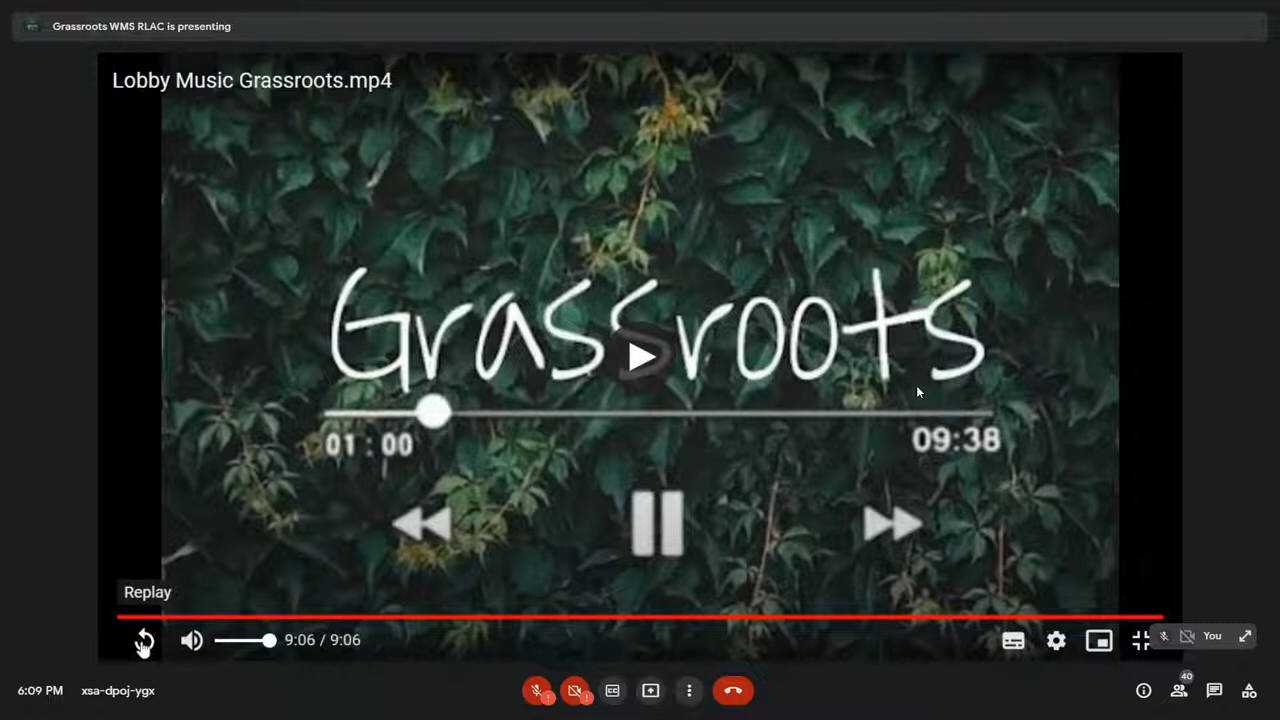 Grassroots WMS RLAC is presenting
Lobby Music Grassroots.mp4
Grassroots
01 : 00
09:38
Replay
9:06 / 9:06
You
6:09 PM
xsa-dpoj-ygx
CC
40